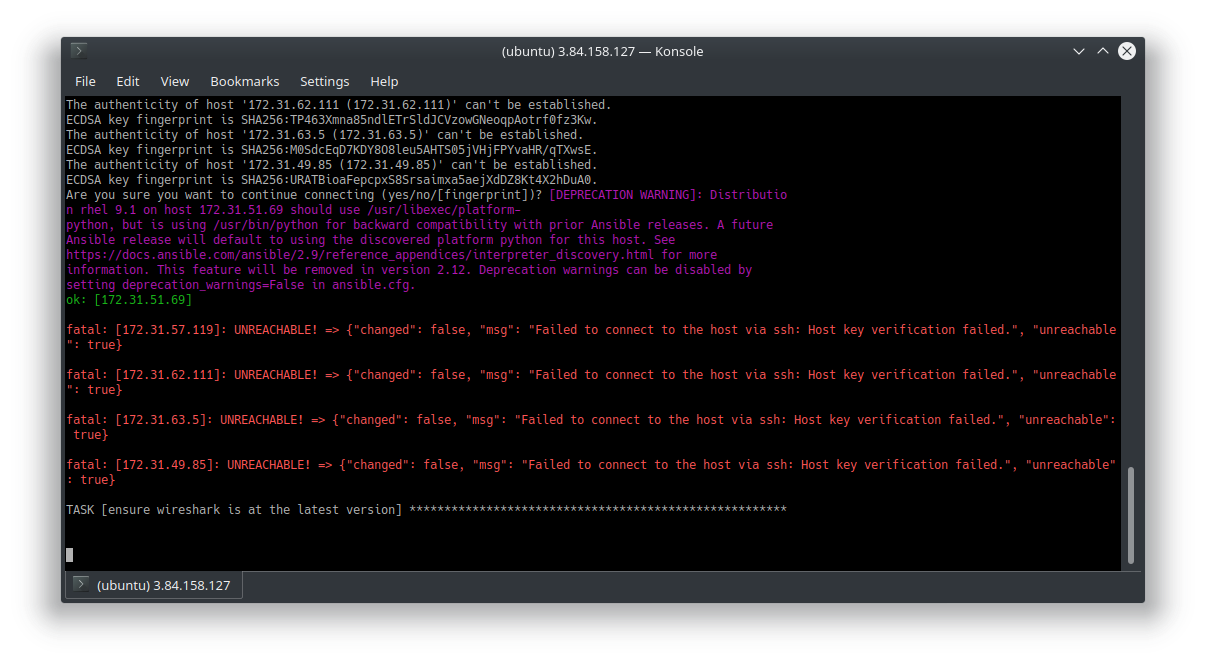 (ubuntu) 3.84.158.127 — Konsole
File Edit View Bookmarks Settings Help
The authenticity of host '172.31.62.111 (172.31.62.111)' can't be established.
ECDSA key fingerprint is SHA256:TP463Xmna85ndlETrSldJCVzowGNeoqpAotrf0fz3Kw.
The authenticity of host '172.31.63.5 (172.31.63.5)' can't be established.
ECDSA key fingerprint is SHA256:M0SdcEqD7KDY8O8leu5AHTS05jVHjFPYvaHR/qTXwsE.
The authenticity of host '172.31.49.85 (172.31.49.85)' can't be established.
ECDSA key fingerprint is SHA256:URATBioaFepcpxS8Srsaimxa5aejXdDZ8Kt4X2hDuA0.
Are you sure you want to continue connecting (yes/no/[fingerprint])? [DEPRECATION WARNING]: Distributio
n rhel 9.1 on host 172.31.51.69 should use /usr/libexec/platform-
python, but is using /usr/bin/python for backward compatibility with prior Ansible releases. A future
Ansible release will default to using the discovered platform python for this host. See
https://docs.ansible.com/ansible/2.9/reference_appendices/interpreter_discovery.html for more
information. This feature will be removed in version 2.12. Deprecation warnings can be disabled by
setting deprecation_warnings=False in ansible.cfg.
ok: [172.31.51.69]
fatal: [172.31.57.119]: UNREACHABLE! => {"changed": false, "msg": "Failed to connect to the host via ssh: Host key verification failed.", "unreachable
": true}
fatal: [172.31.62.111]: UNREACHABLE! => {"changed": false, "msg": "Failed to connect to the host via ssh: Host key verification failed.", "unreachable
": true}
fatal: [172.31.63.5]: UNREACHABLE! => {"changed": false, "msg": "Failed to connect to the host via ssh: Host key verification failed.", "unreachable":
true}
fatal: [172.31.49.85]: UNREACHABLE! => {"changed": false, "msg": "Failed to connect to the host via ssh: Host key verification failed.", "unreachable"
: true}
TASK [ensure wireshark is at the latest version] ******************************************************
(ubuntu) 3.84.158.127